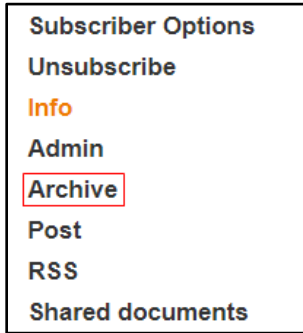 Subscriber Options
Unsubscribe
Info
Admin
Archive
Post
RSS
Shared documents